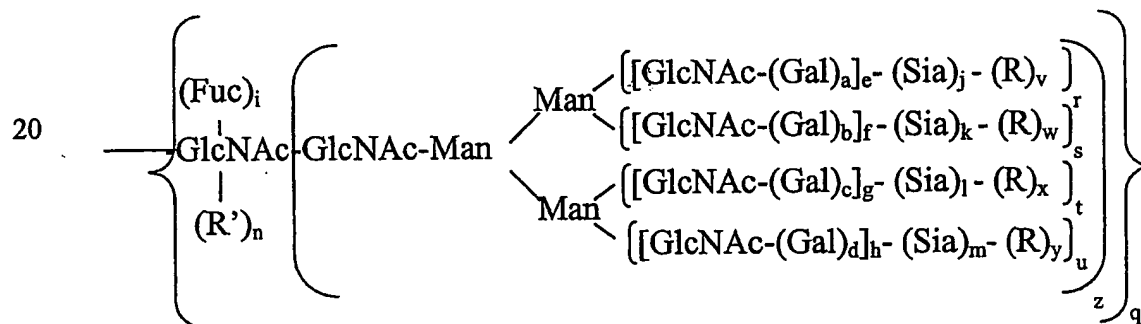 [[GlcNAc-(Gal)a]e- (Sia)j - (R)v]r
(Fuc)i
Man
20
[[GlcNAc-(Gal)b]f - (Sia)k - (R)w]s
GlcNAc-GlcNAc-Man
[[GlcNAc-(Gal)c]g- (Sia)l - (R)x]t
Man
(R’)n
[[GlcNAc-(Gal)d]h- (Sia)m - (R)y]u
z
q